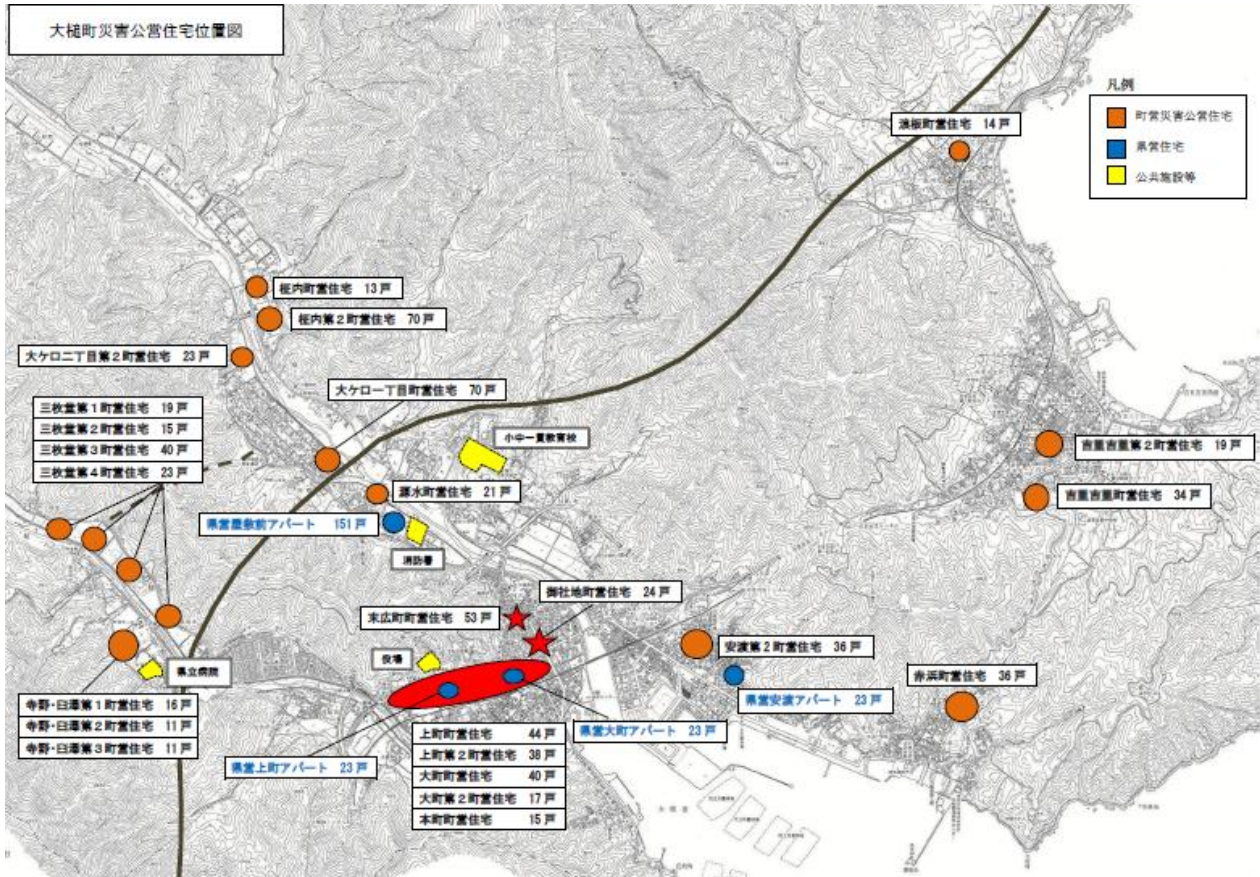 大槌町災害公営住宅位置図
凡例
町営災害公営住宅
県営住宅
公共施設等
浪板町営住宅 14戸
柾内町営住宅 13戸
柾内第2町営住宅 70戸
大ケ口二丁目第2町営住宅 23戸
大ケ口一丁目町営住宅 70戸
三枚堂第1町営住宅 19戸
三枚堂第2町営住宅 15戸
三枚堂第3町営住宅 40戸
三枚堂第4町営住宅 23戸
小中一貫教育校
吉里吉里第2町営住宅 19戸
吉里吉里町営住宅 34戸
源水町営住宅 21戸
県営屋敷前アパート 151戸
消防署
御社地町営住宅 24戸
末広町町営住宅 53戸
役場
安渡第2町営住宅 36戸
県立病院
赤浜町営住宅 36戸
県営安渡アパート 23戸
寺野・臼澤第1町営住宅 16戸
寺野・臼澤第2町営住宅 11戸
寺野・臼澤第3町営住宅 11戸
県営大町アパート 23戸
県営上町アパート 23戸
上町町営住宅 44戸
上町第2町営住宅 38戸
大町町営住宅 40戸
大町第2町営住宅 17戸
本町町営住宅 15戸